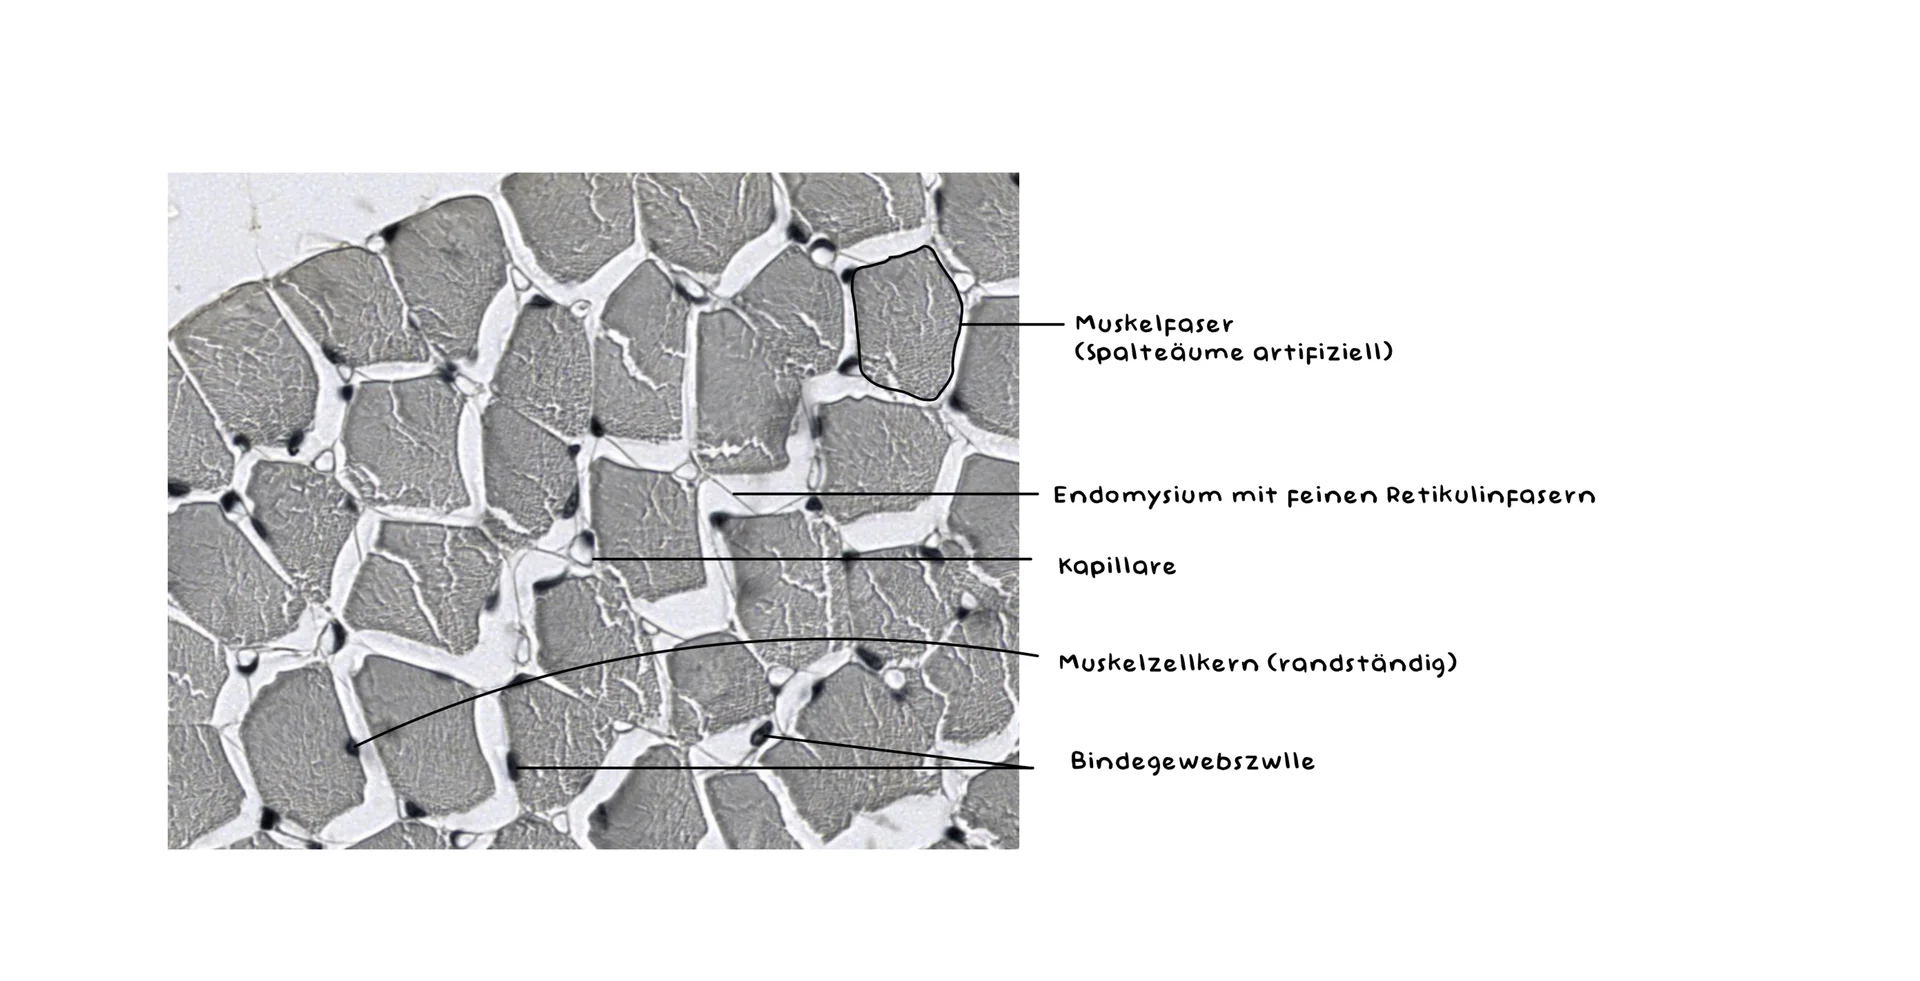 Muskelfaser
(Spalteäume artifiziell)
Endomysium mit feinen Retikulinfasern
Kapillare
Muskelzellkern (randständig)
Bindegewebszwlle